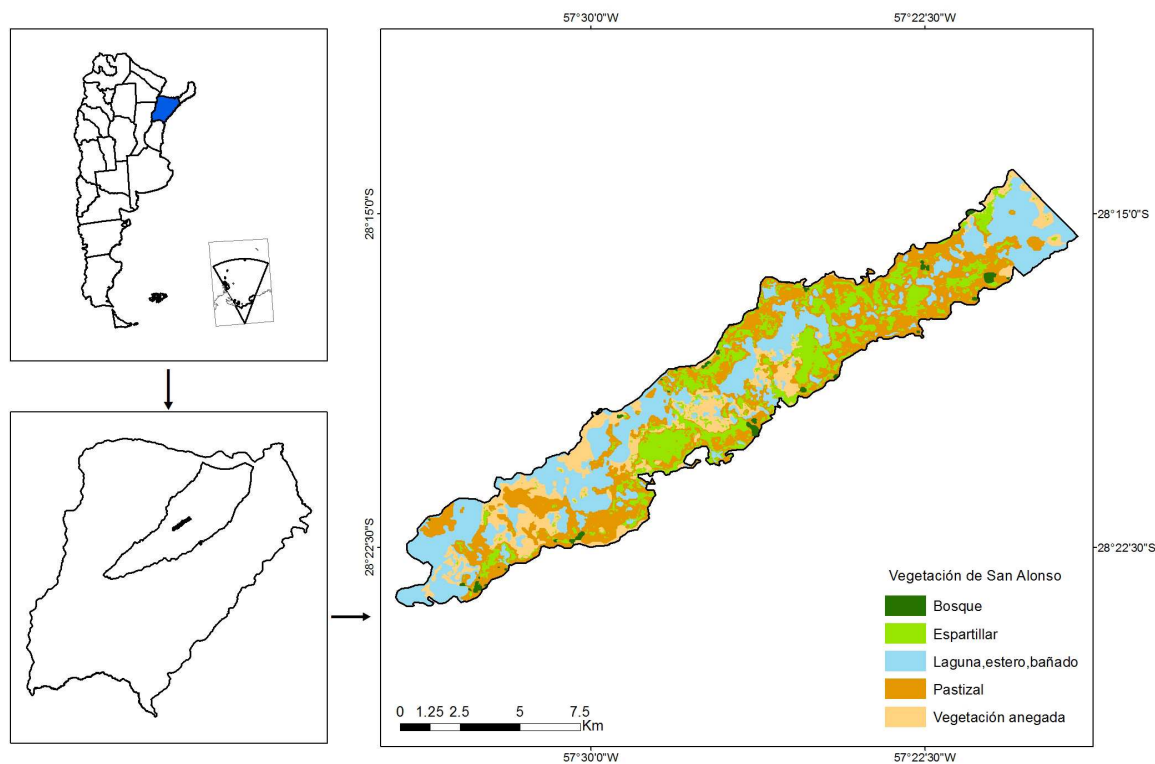 57°30'0"W
57°22'30"W
28°15'0"S
28°15'0"S
28°22'30"S
28°22'30"S
Vegetación de San Alonso
Bosque
Espartillar
Laguna,estero,bañado
Pastizal
Vegetación anegada
0 1.25 2.5 5 7.5
Km
57°30'0"W
57°22'30"W